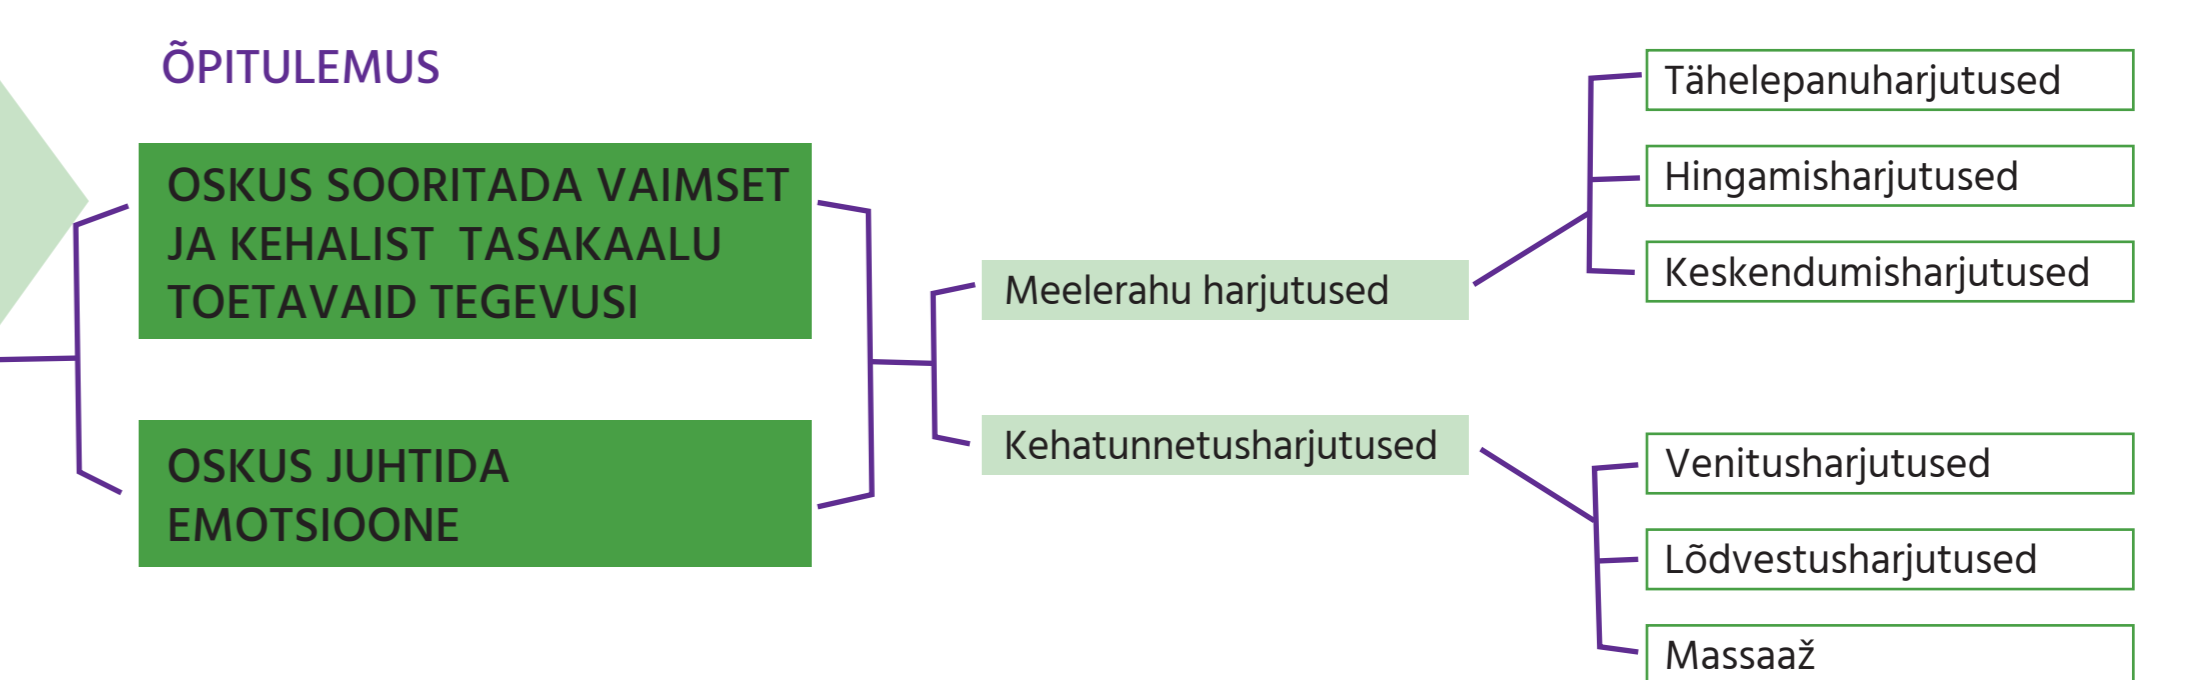 ÕPITULEMUS
OSKUS SOORITADA VAIMSET
JA KEHALIST TASAKAALU
TOETAVAID TEGEVUSI
OSKUS JUHTIDA
EMOTSIOONE
Meelerahu harjutused
Kehatunnetusharjutused
Tähelepanuharjutused
Hingamisharjutused
Keskendumisharjutused
Venitusharjutused
Lõdvestusharjutused
Massaaž